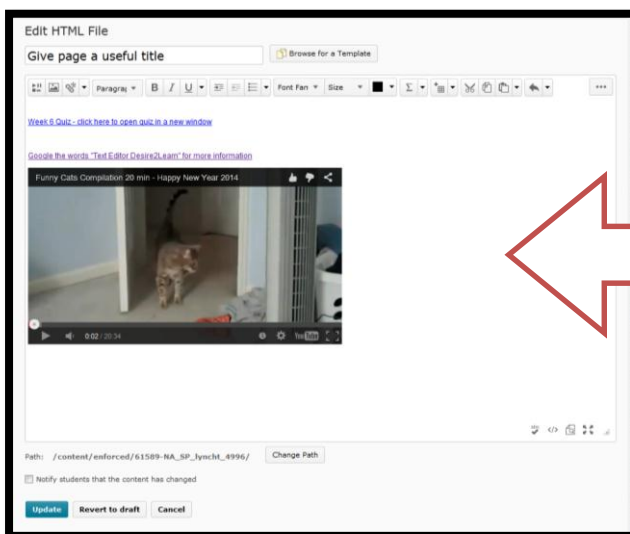 Edit HTML File
Give page a useful title
Browse for a Template
Paragraj B I U Font Fan Size Σ
Week 6 Quiz - click here to open quiz in a new window
Google the words "Text Editor Desire2Learn" for more information
Funny Cats Compilation 20 min - Happy New Year 2014
0:02 / 20:34 YouTube
Path: /content/enforced/61589-NA_SP_lyncht_4996/ Change Path
Notify students that the content has changed
Update Revert to draft Cancel